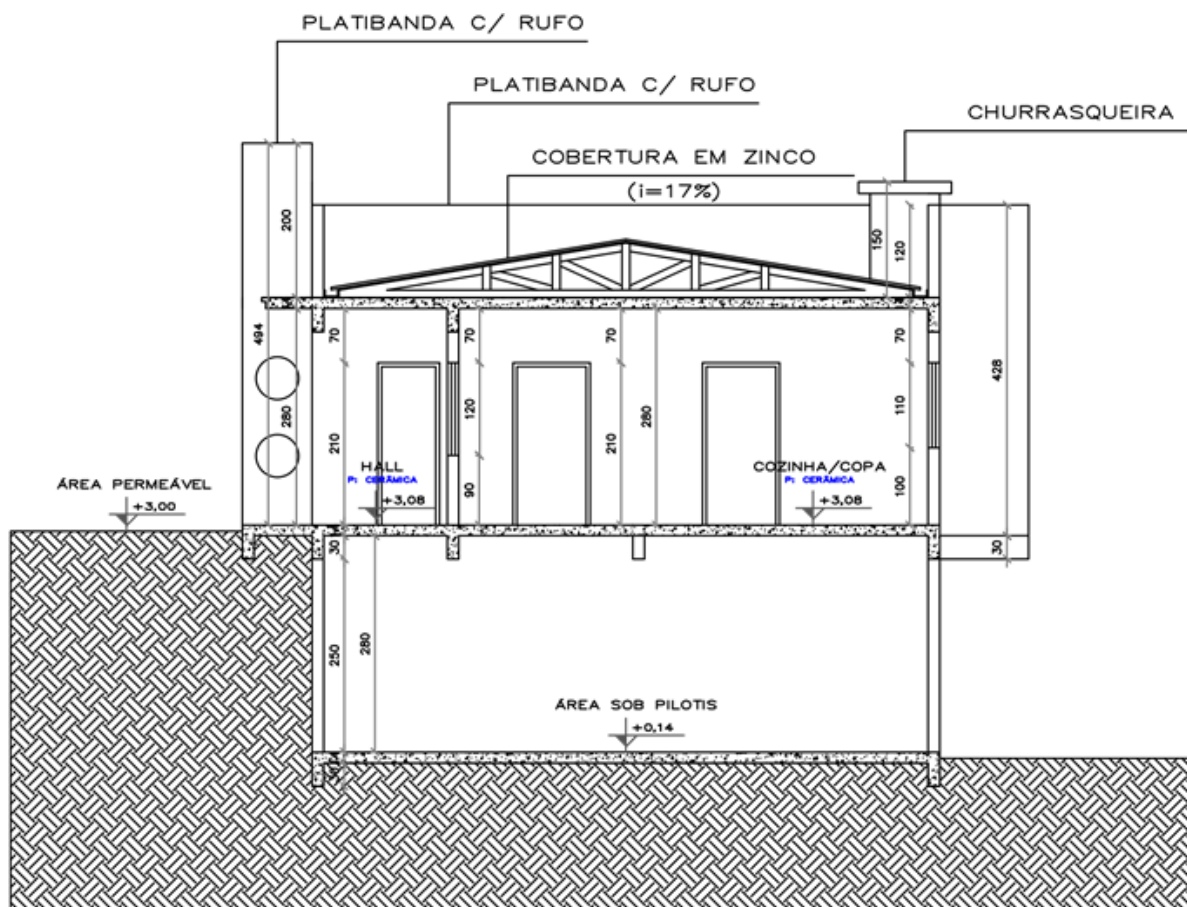 PLATIBANDA C/ RUFO
PLATIBANDA C/ RUFO
CHURRASQUEIRA
COBERTURA EM ZINCO
(i=17%)
200
150
120
494
70
70
70
70
428
280
210
120
210
280
110
HALL
P: CERÂMICA
+3,08
COZINHA/COPA
P: CERÂMICA
+3,08
90
100
ÁREA PERMEÁVEL
+3,00
30
30
250
280
ÁREA SOB PILOTIS
+0,14